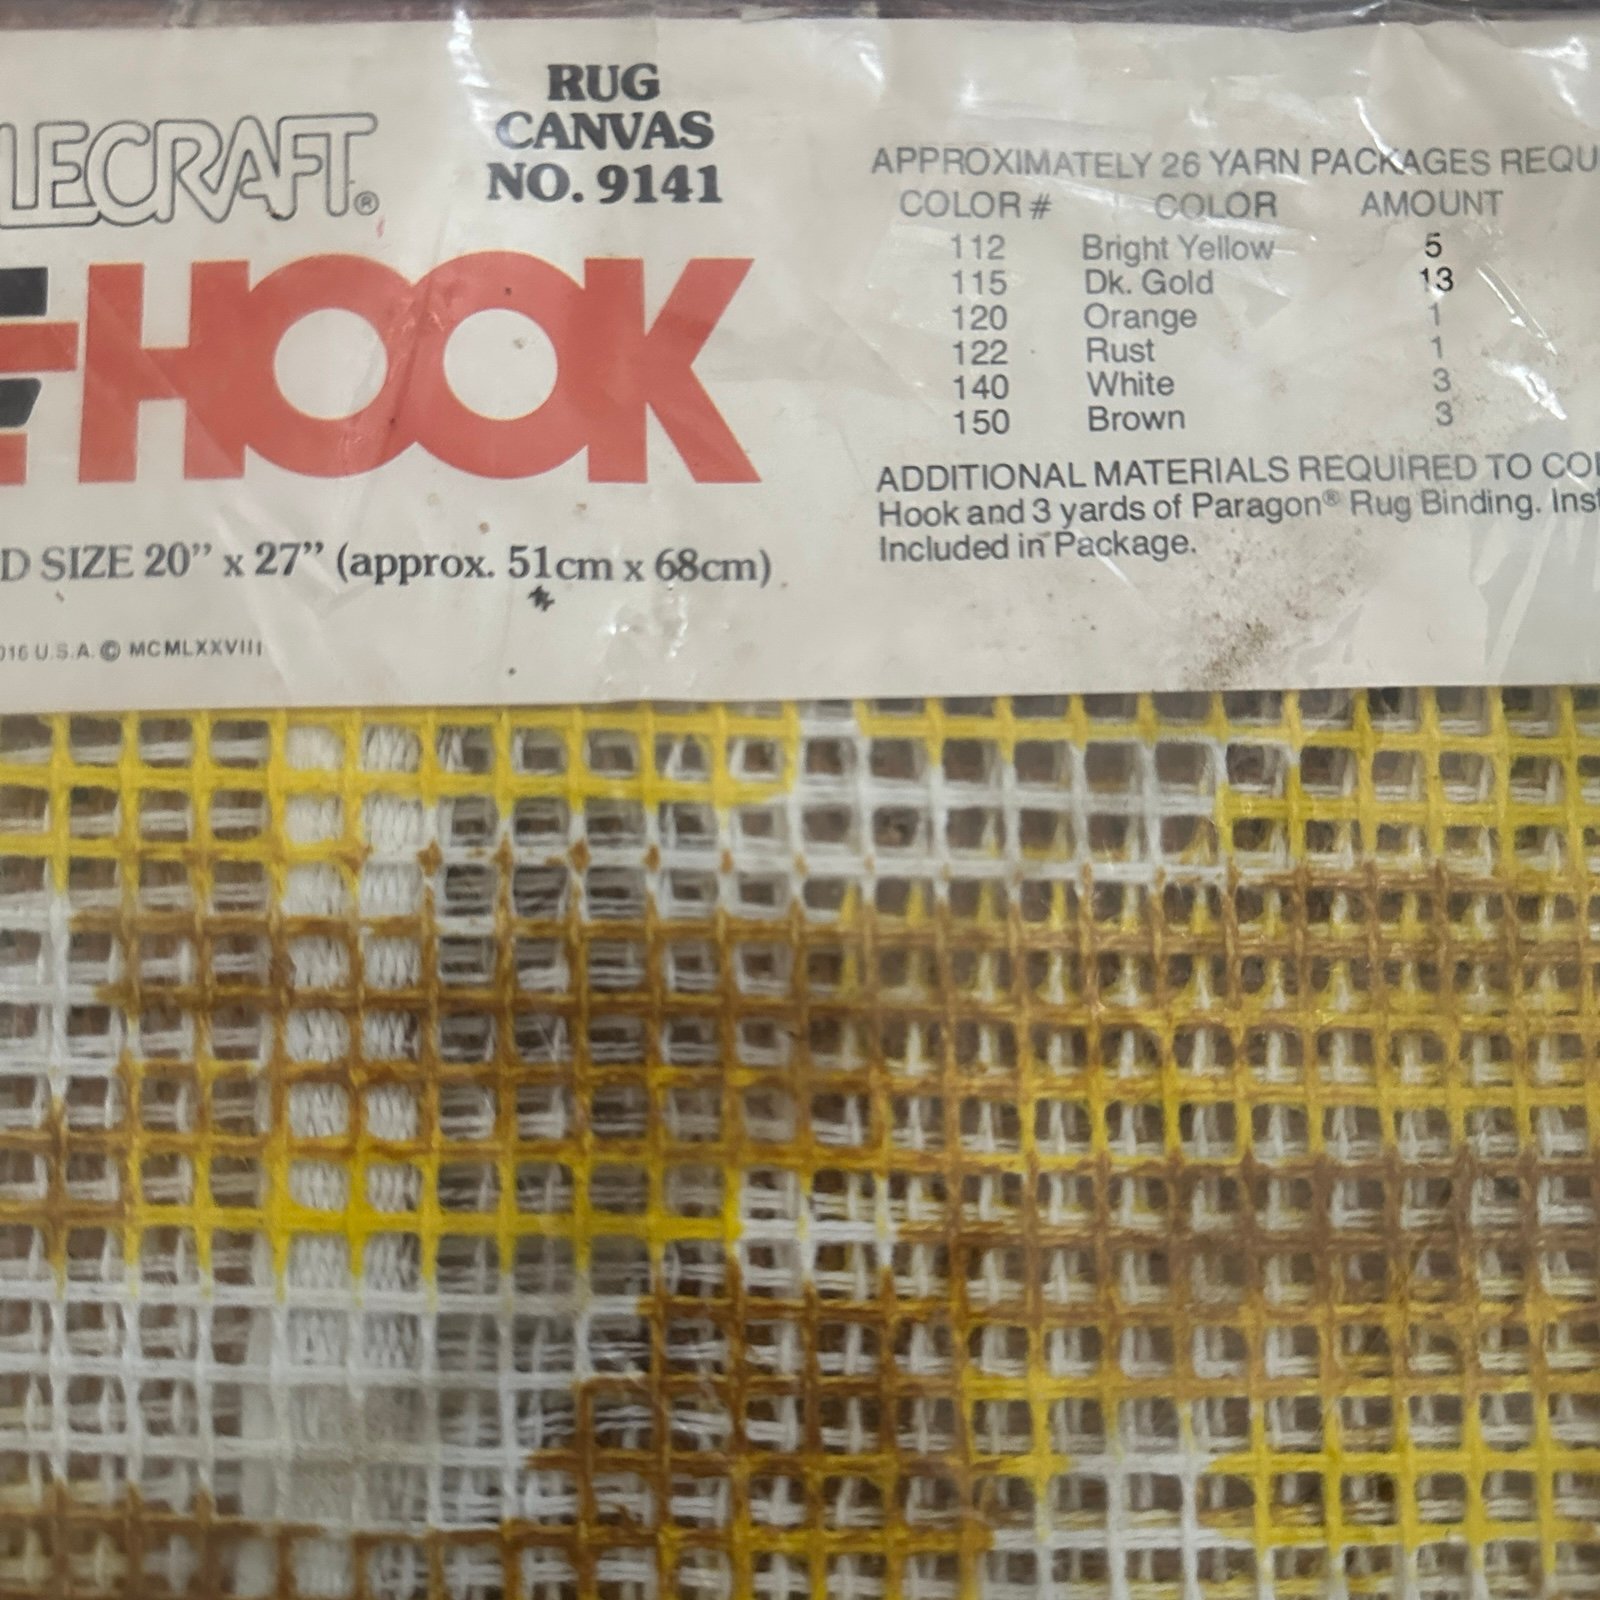 LECRAFT®
RUG
CANVAS
NO. 9141
HOOK
D SIZE 20” x 27” (approx. 51cm x 68cm)
016 U.S.A. © MCMLXXVIII
APPROXIMATELY 26 YARN PACKAGES REQU
COLOR # COLOR AMOUNT
112 Bright Yellow 5
115 Dk. Gold 13
120 Orange 1
122 Rust 1
140 White 3
150 Brown 3
ADDITIONAL MATERIALS REQUIRED TO CO
Hook and 3 yards of Paragon® Rug Binding. Inst
Included in Package.